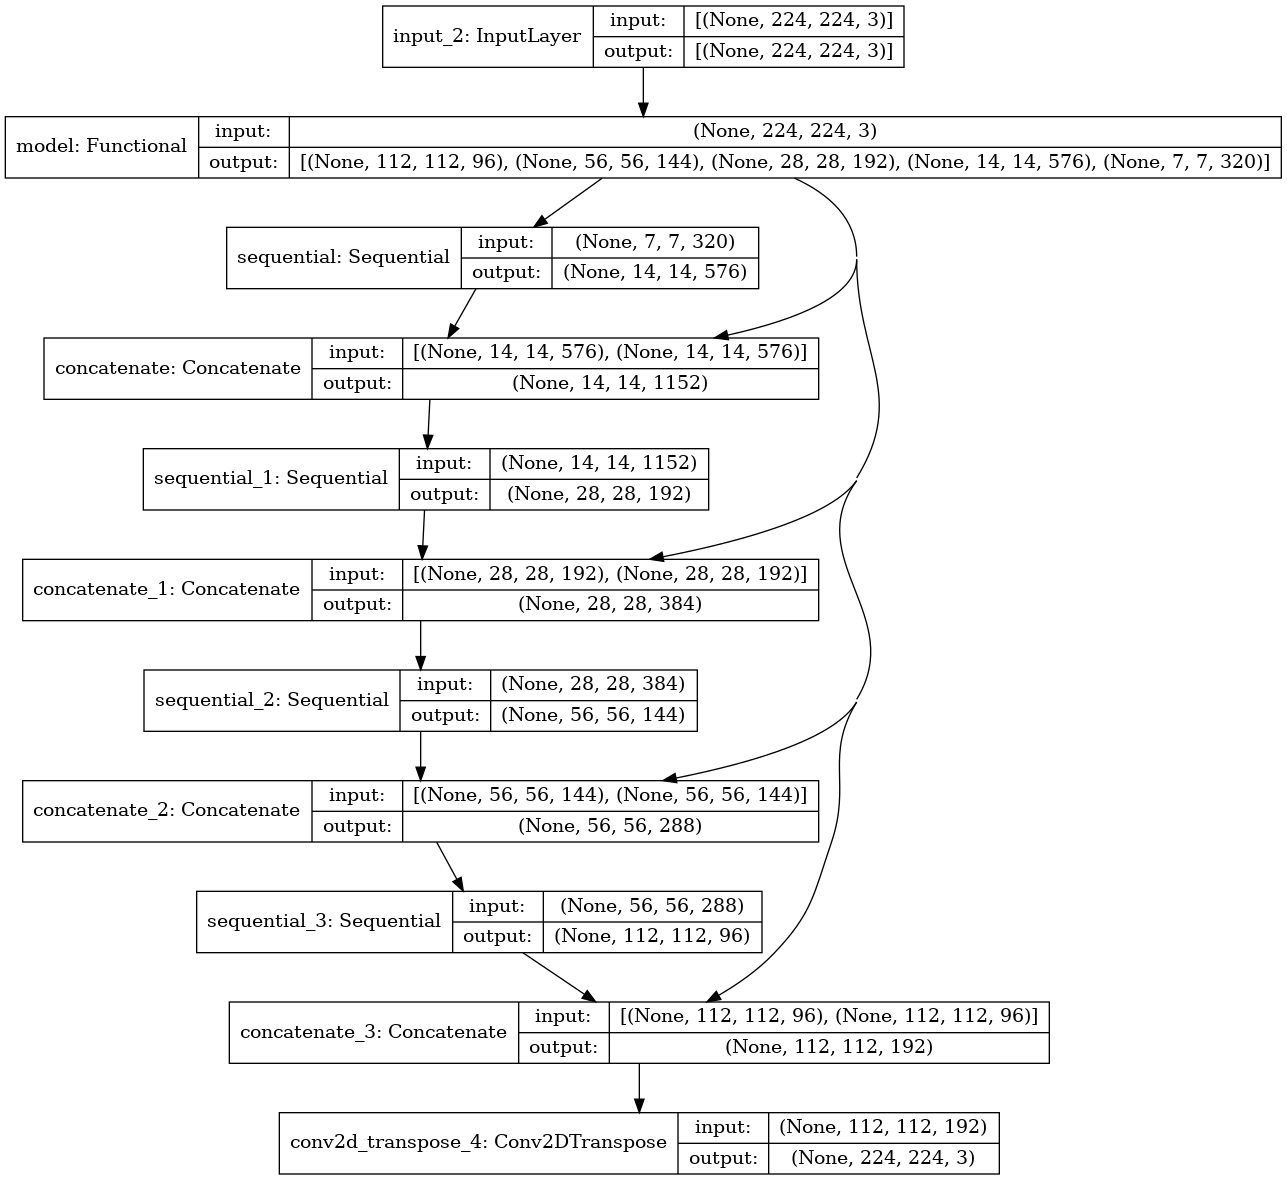 input_2: InputLayer
input:
[(None, 224, 224, 3)]
output:
[(None, 224, 224, 3)]
model: Functional
input:
(None, 224, 224, 3)
output:
[(None, 112, 112, 96), (None, 56, 56, 144), (None, 28, 28, 192), (None, 14, 14, 576), (None, 7, 7, 320)]
sequential: Sequential
input:
(None, 7, 7, 320)
output:
(None, 14, 14, 576)
concatenate: Concatenate
input:
[(None, 14, 14, 576), (None, 14, 14, 576)]
output:
(None, 14, 14, 1152)
sequential_1: Sequential
input:
(None, 14, 14, 1152)
output:
(None, 28, 28, 192)
concatenate_1: Concatenate
input:
[(None, 28, 28, 192), (None, 28, 28, 192)]
output:
(None, 28, 28, 384)
sequential_2: Sequential
input:
(None, 28, 28, 384)
output:
(None, 56, 56, 144)
concatenate_2: Concatenate
input:
[(None, 56, 56, 144), (None, 56, 56, 144)]
output:
(None, 56, 56, 288)
sequential_3: Sequential
input:
(None, 56, 56, 288)
output:
(None, 112, 112, 96)
concatenate_3: Concatenate
input:
[(None, 112, 112, 96), (None, 112, 112, 96)]
output:
(None, 112, 112, 192)
conv2d_transpose_4: Conv2DTranspose
input:
(None, 112, 112, 192)
output:
(None, 224, 224, 3)